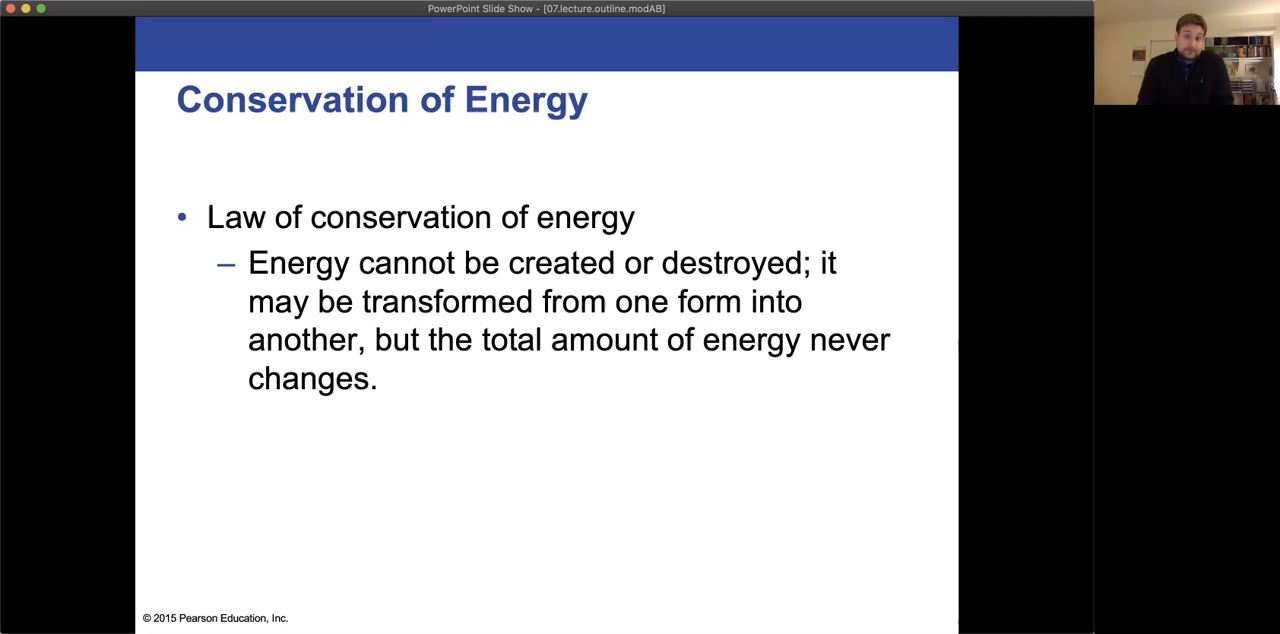 PowerPoint Slide Show - [07.lecture.outline.modAB]
Conservation of Energy
• Law of conservation of energy
– Energy cannot be created or destroyed; it
may be transformed from one form into
another, but the total amount of energy never
changes.
© 2015 Pearson Education, Inc.